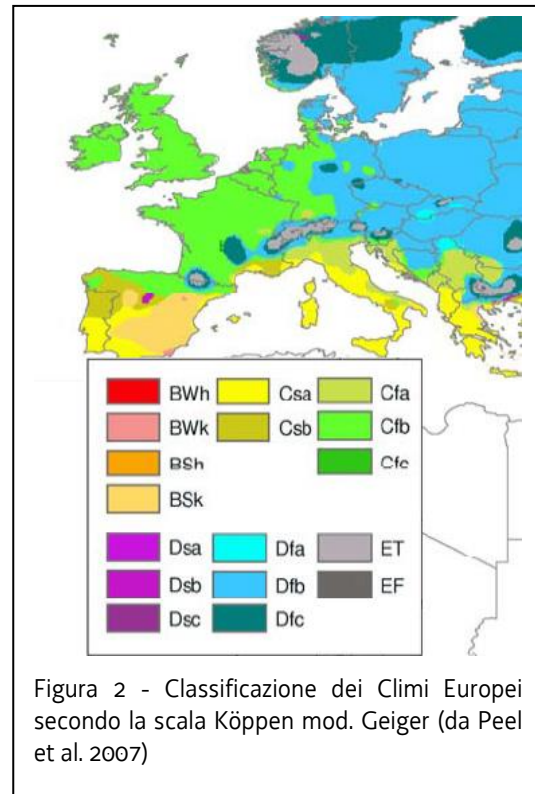 BWh Csa Cfa
BWk Csb Cfb
BSh Cfc
BSk
Dsa Dfa ET
Dsb Dfb EF
Dsc Dfc
Figura 2 - Classificazione dei Climi Europei
secondo la scala Köppen mod. Geiger (da Peel
et al. 2007)